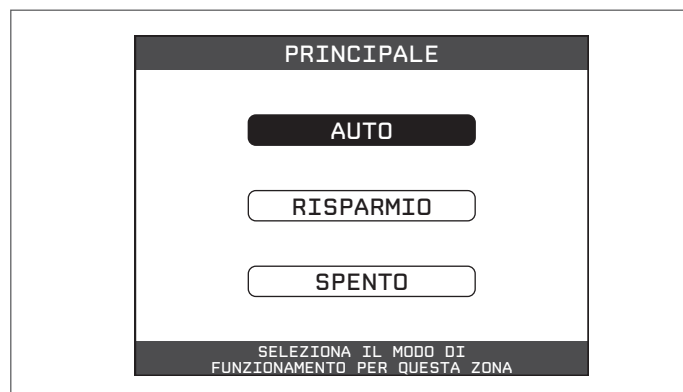 PRINCIPALE
AUTO
RISPARMIO
SPENTO
SELEZIONA IL MODO DI
FUNZIONAMENTO PER QUESTA ZONA